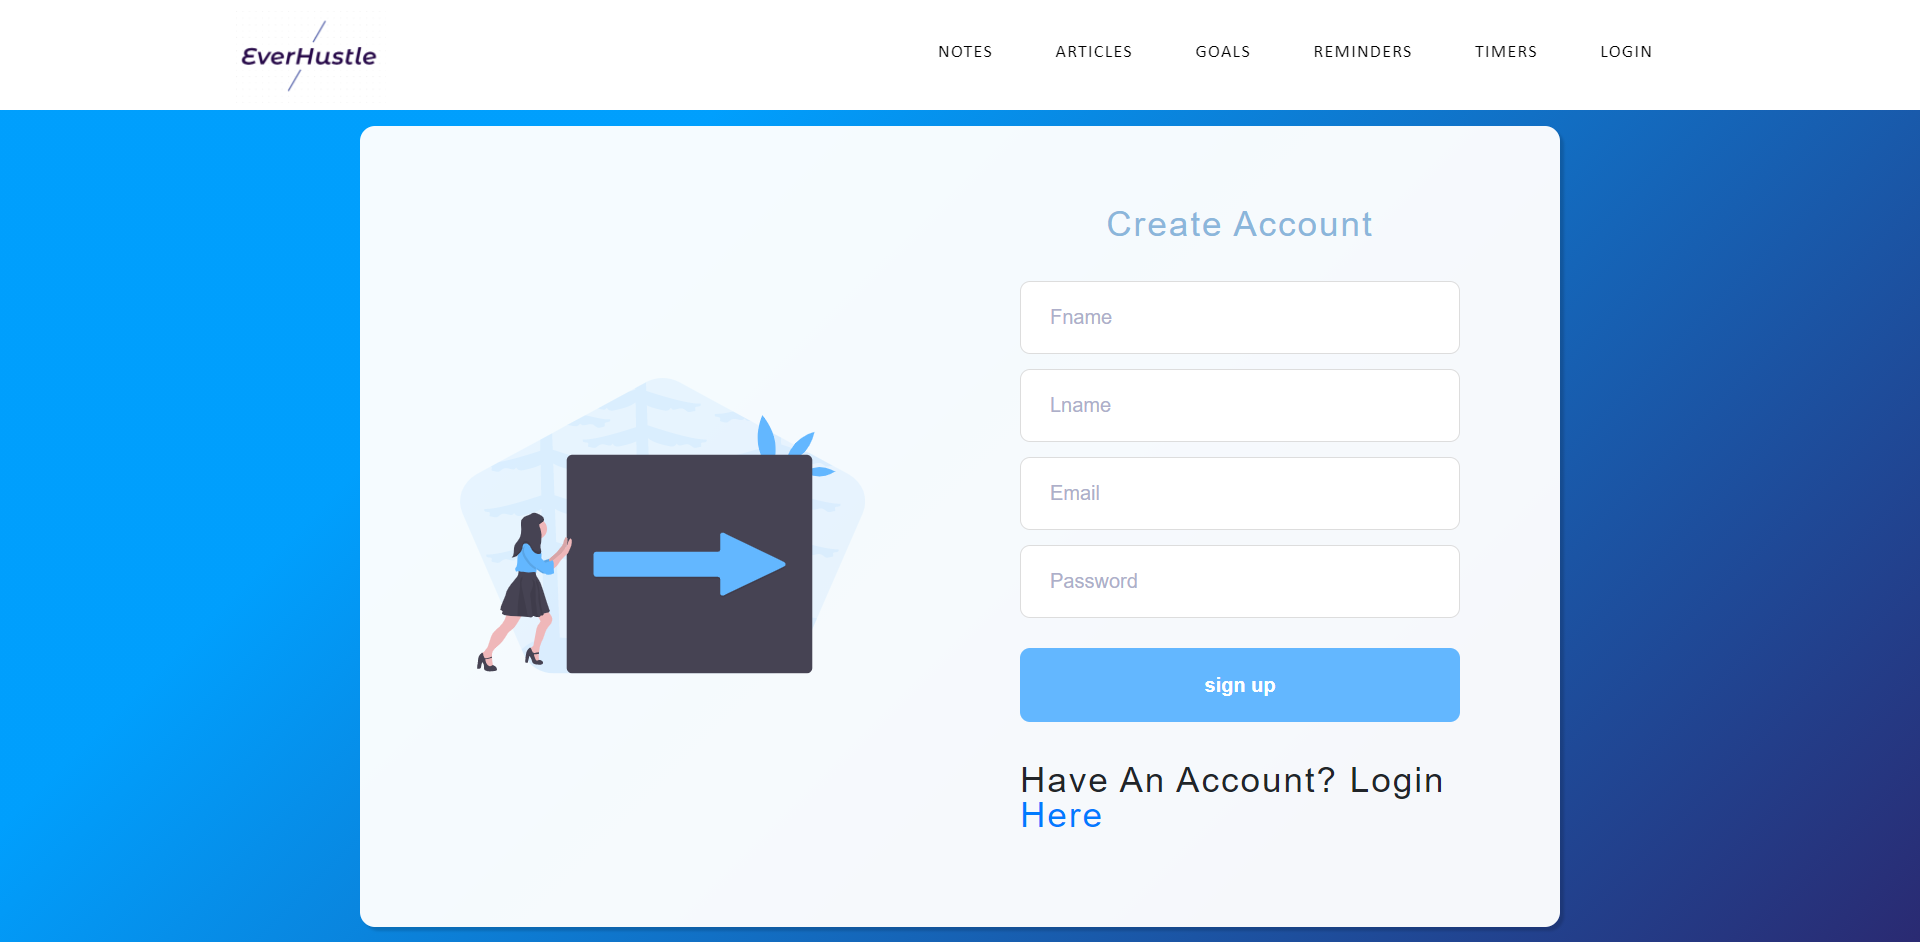 EverHustle
NOTES ARTICLES GOALS REMINDERS TIMERS LOGIN
Create Account
Fname
Lname
Email
Password
sign up
Have An Account? Login
Here